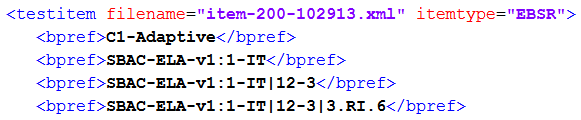 <testitem filename="item-200-102913.xml" itemtype="EBSR">
<bpref>C1-Adaptive</bpref>
<bpref>SBAC-ELA-v1:1-IT</bpref>
<bpref>SBAC-ELA-v1:1-IT|12-3</bpref>
<bpref>SBAC-ELA-v1:1-IT|12-3|3.RI.6</bpref>